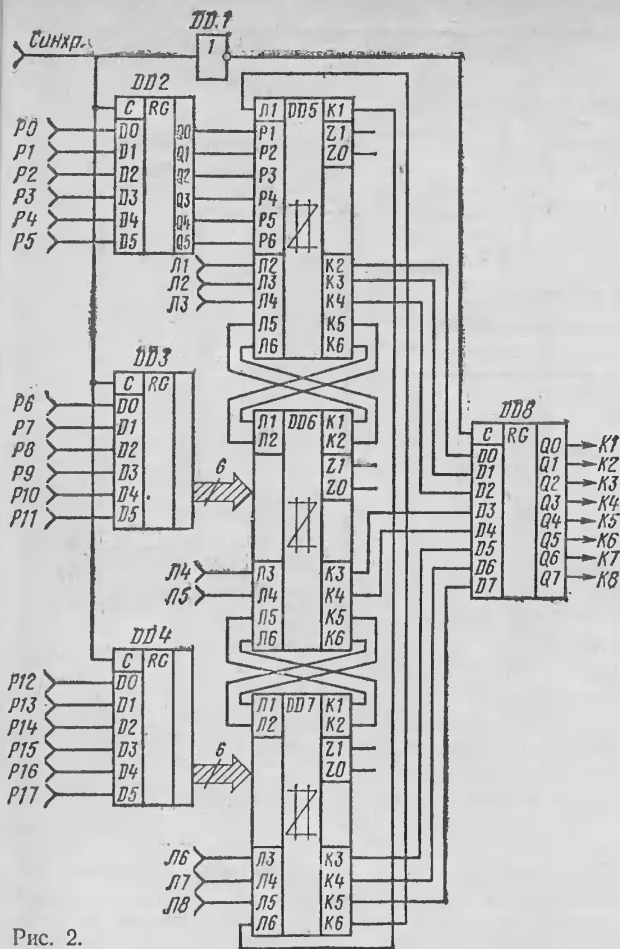 Синхр.
DD.1
1
DD2
C RG
P0 D0 Q0
P1 D1 Q1
P2 D2 Q2
P3 D3 Q3
P4 D4 Q4
P5 D5 Q5
Л1 DD5 K1
P1 Z1
P2 Z0
P3
P4
P5
P6
Л1 Л2 K2
Л2 Л3 K3
Л3 Л4 K4
Л5 K5
Л6 K6
DD3
C RG
P6 D0
P7 D1
P8 D2
P9 D3
P10 D4
P11 D5
6
Л1 DD6 K1
Л2 K2
Z1
Z0
Л4 Л3 K3
Л5 Л4 K4
Л5 K5
Л6 K6
DD4
C RG
P12 D0
P13 D1
P14 D2
P15 D3
P16 D4
P17 D5
6
Л1 DD7 K1
Л2 K2
Z1
Z0
Л6 Л3 K3
Л7 Л4 K4
Л8 Л5 K5
Л6 K6
DD8
C RG
D0 Q0 K1
D1 Q1 K2
D2 Q2 K3
D3 Q3 K4
D4 Q4 K5
D5 Q5 K6
D6 Q6 K7
D7 Q7 K8
Рис. 2.